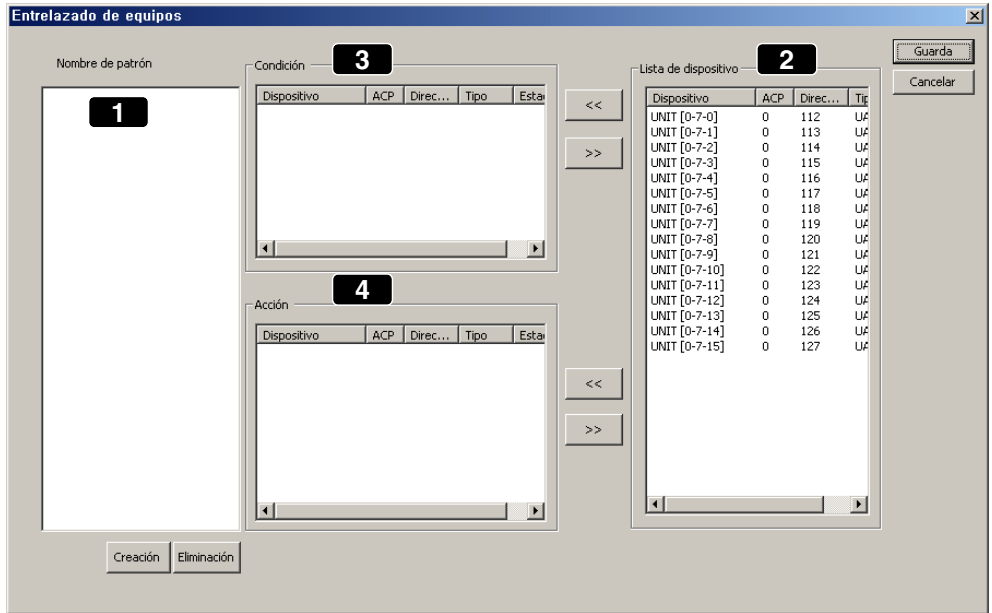 Entrelazado de equipos
Guarda
Cancelar
Nombre de patrón
1
Condición
3
Dispositivo ACP Direc... Tipo
<<
>>
Lista de dispositivo
2
Dispositivo ACP Direc...
UNIT [0-7-0] 0 112
UNIT [0-7-1] 0 113
UNIT [0-7-2] 0 114
UNIT [0-7-3] 0 115
UNIT [0-7-4] 0 116
UNIT [0-7-5] 0 117
UNIT [0-7-6] 0 118
UNIT [0-7-7] 0 119
UNIT [0-7-8] 0 120
UNIT [0-7-9] 0 121
UNIT [0-7-10] 0 122
UNIT [0-7-11] 0 123
UNIT [0-7-12] 0 124
UNIT [0-7-13] 0 125
UNIT [0-7-14] 0 126
UNIT [0-7-15] 0 127
Acción
4
Dispositivo ACP Direc... Tipo
<<
>>
Creación Eliminación